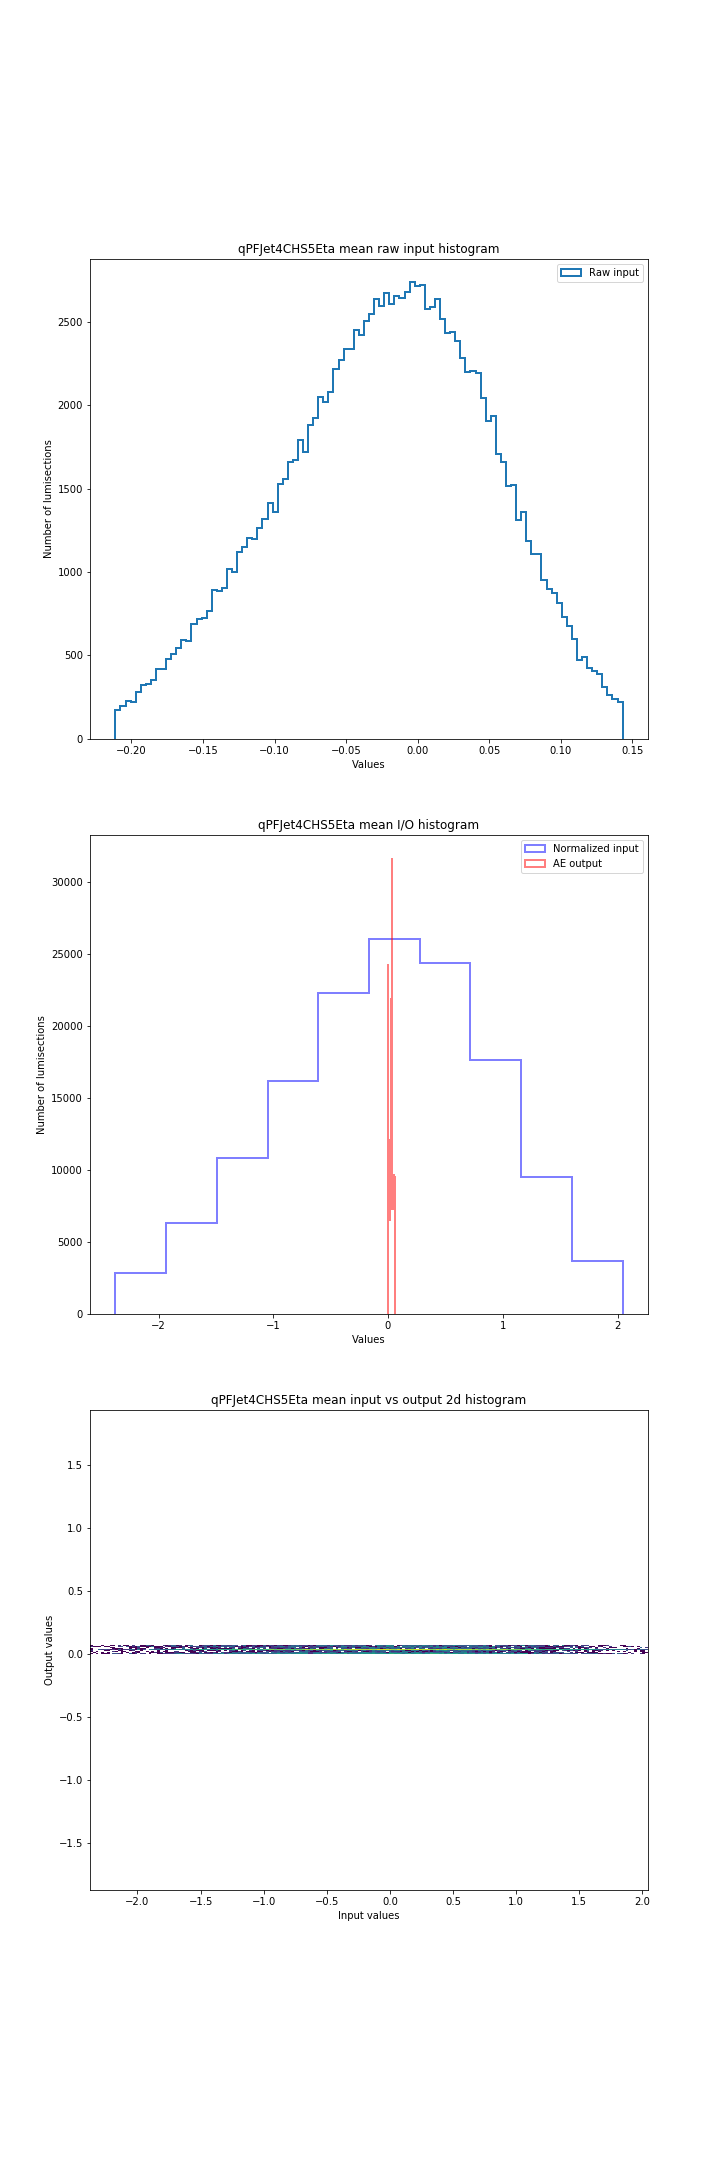 qPFJet4CHS5Eta mean raw input histogram
Raw input
2500
2000
1500
1000
500
0
Number of lumisections
−0.20 −0.15 −0.10 −0.05 0.00 0.05 0.10 0.15
Values
qPFJet4CHS5Eta mean I/O histogram
Normalized input
AE output
30000
25000
20000
15000
10000
5000
0
Number of lumisections
−2 −1 0 1 2
Values
qPFJet4CHS5Eta mean input vs output 2d histogram
1.5
1.0
0.5
0.0
−0.5
−1.0
−1.5
Output values
−2.0 −1.5 −1.0 −0.5 0.0 0.5 1.0 1.5 2.0
Input values